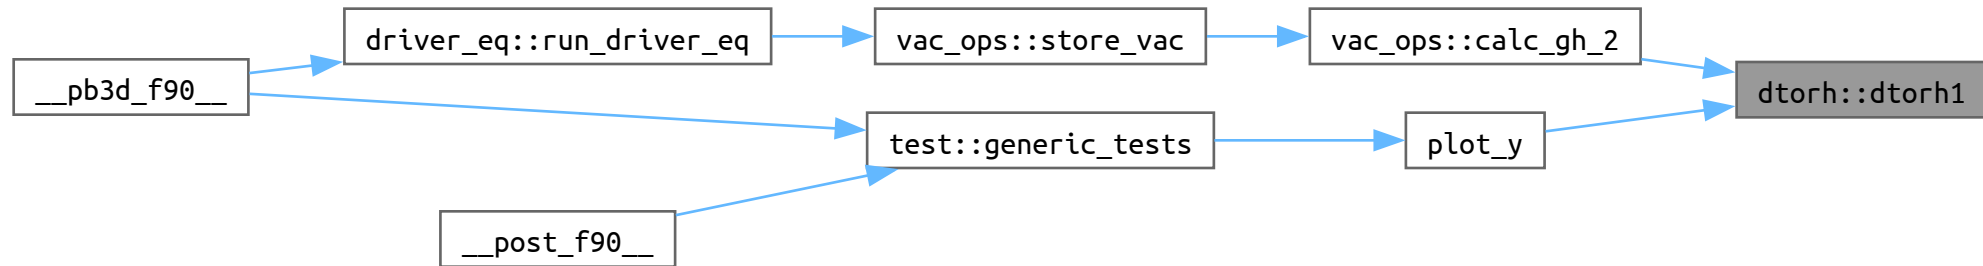 driver_eq::run_driver_eq
vac_ops::store_vac
vac_ops::calc_gh_2
__pb3d_f90__
dtorh::dtorh1
test::generic_tests
plot_y
__post_f90__